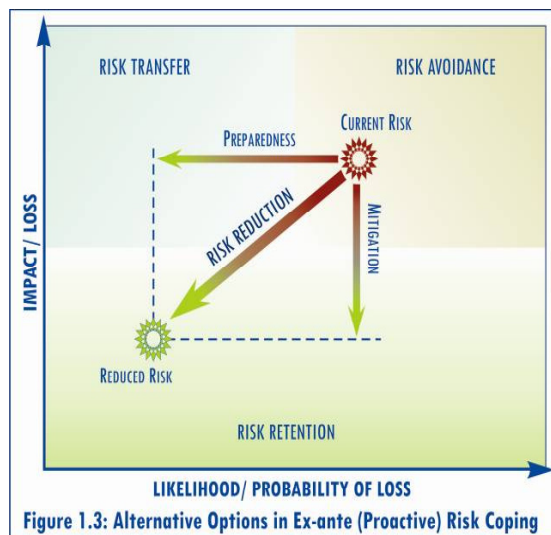 RISK TRANSFER
RISK AVOIDANCE
CURRENT RISK
PREPAREDNESS
RISK REDUCTION
MITIGATION
IMPACT/ LOSS
REDUCED RISK
RISK RETENTION
LIKELIHOOD/ PROBABILITY OF LOSS
Figure 1.3: Alternative Options in Ex-ante (Proactive) Risk Coping